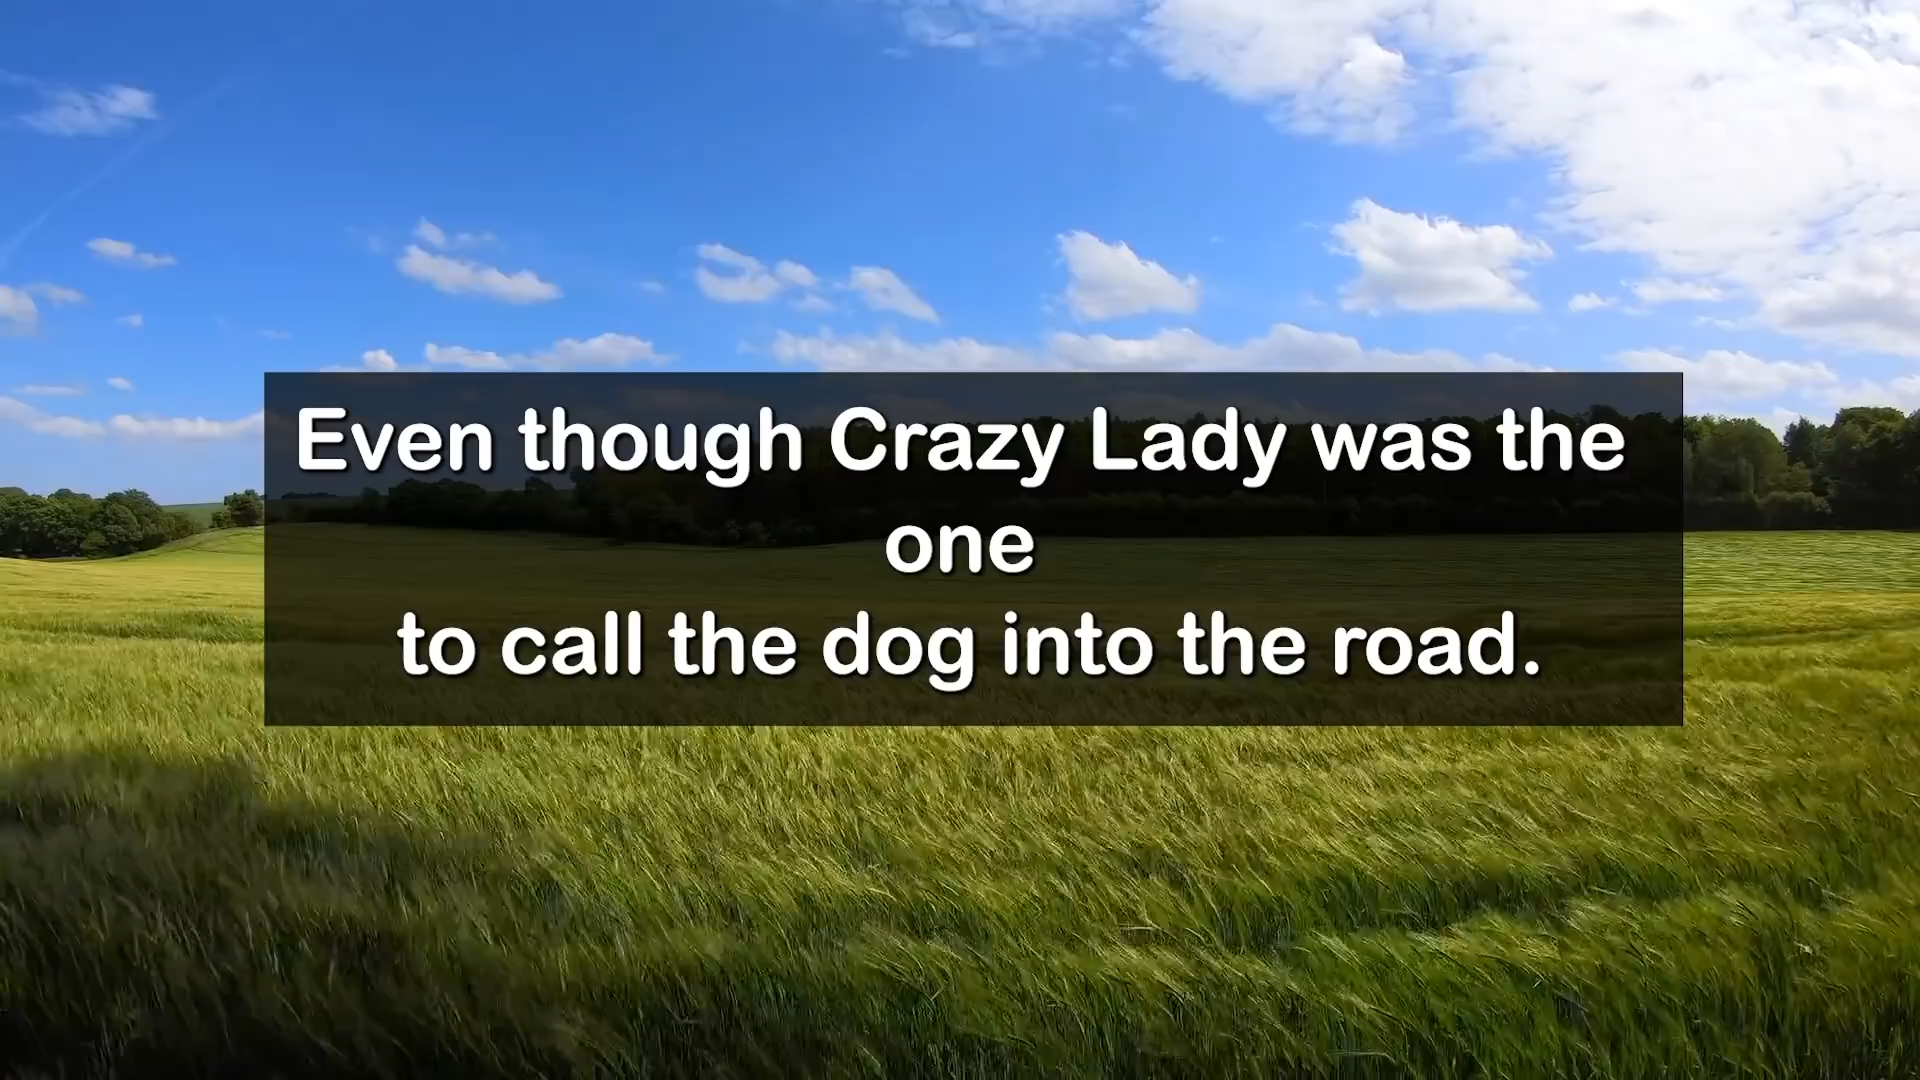 Even though Crazy Lady was the
one
to call the dog into the road.